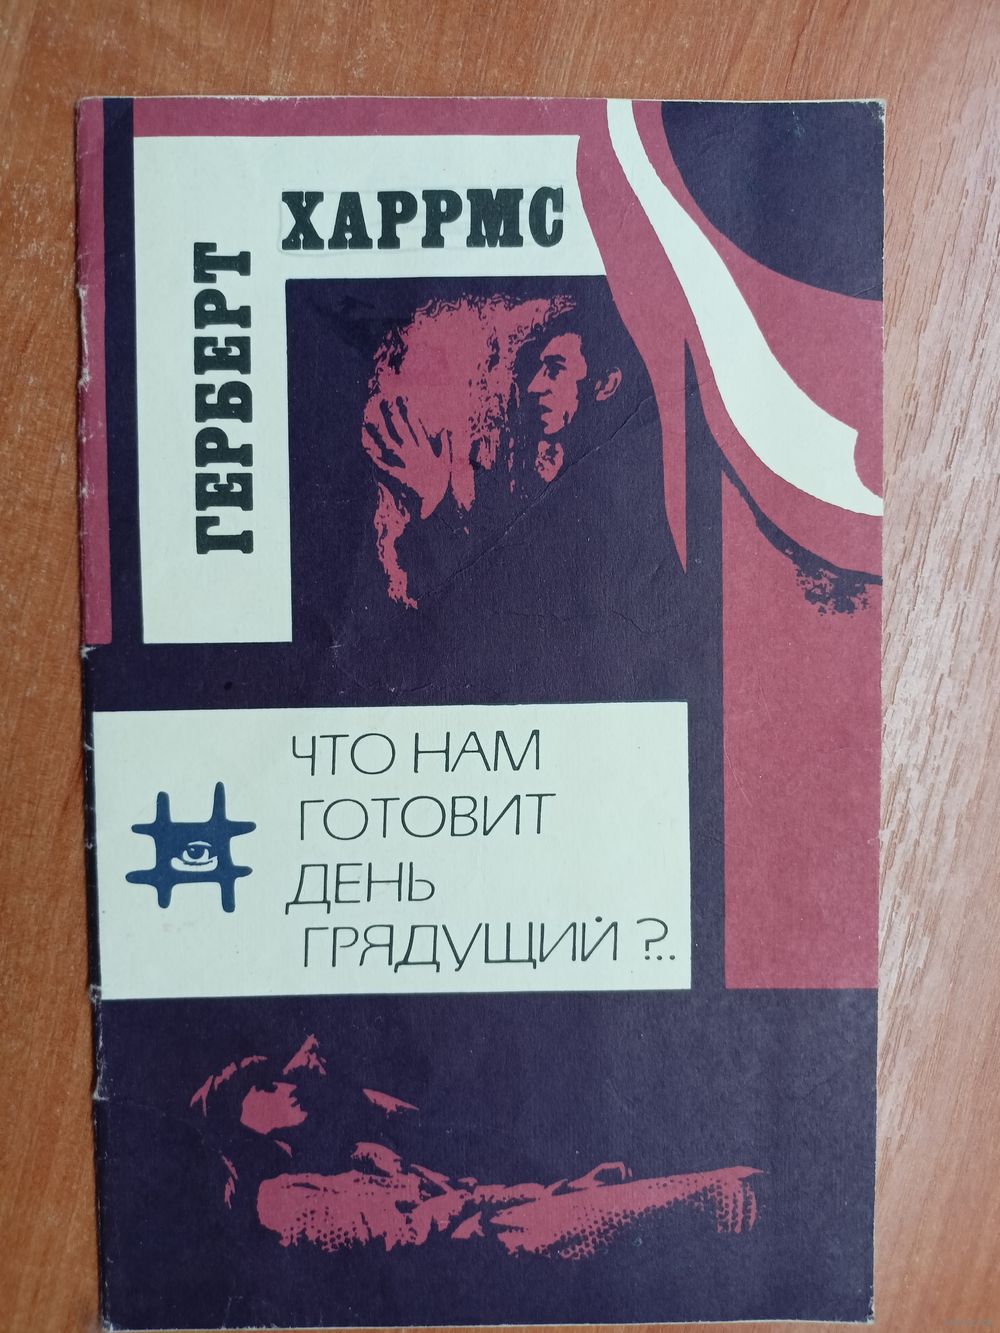 ГЕРБЕРТ
ХАРРМС
ЧТО НАМ
ГОТОВИТ
ДЕНЬ
ГРЯДУЩИЙ ?..